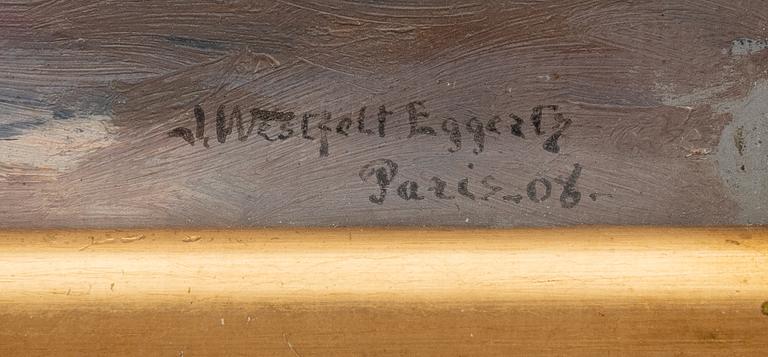 I. Westfelt Eggertz
Paris. 08.